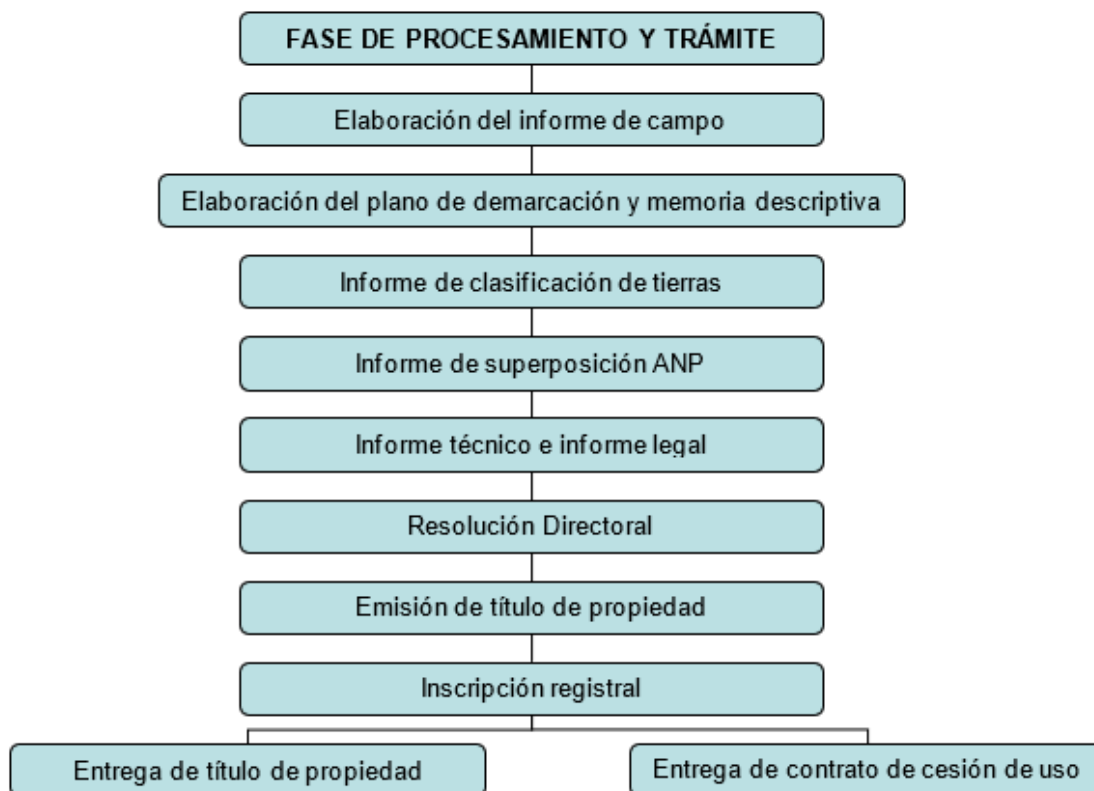 FASE DE PROCESAMIENTO Y TRÁMITE
Elaboración del informe de campo
Elaboración del plano de demarcación y memoria descriptiva
Informe de clasificación de tierras
Informe de superposición ANP
Informe técnico e informe legal
Resolución Directoral
Emisión de título de propiedad
Inscripción registral
Entrega de título de propiedad
Entrega de contrato de cesión de uso